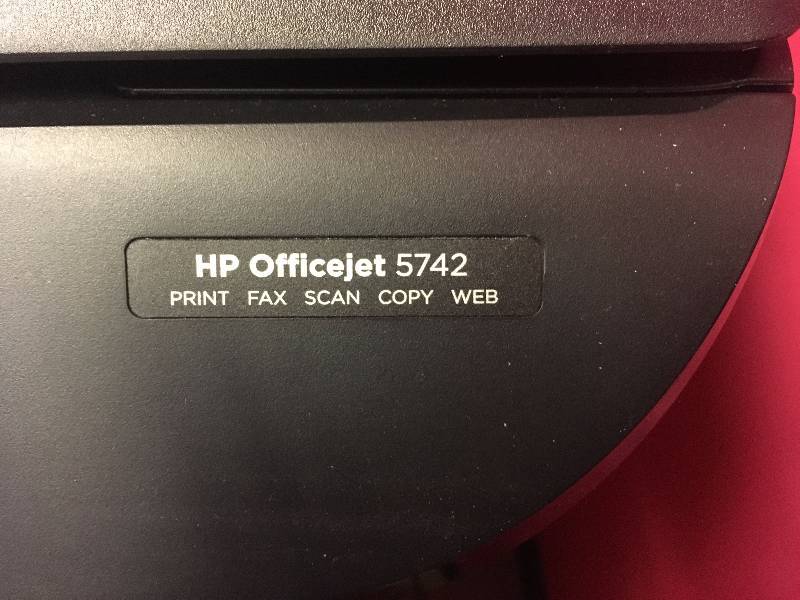 HP Officejet 5742
PRINT FAX SCAN COPY WEB